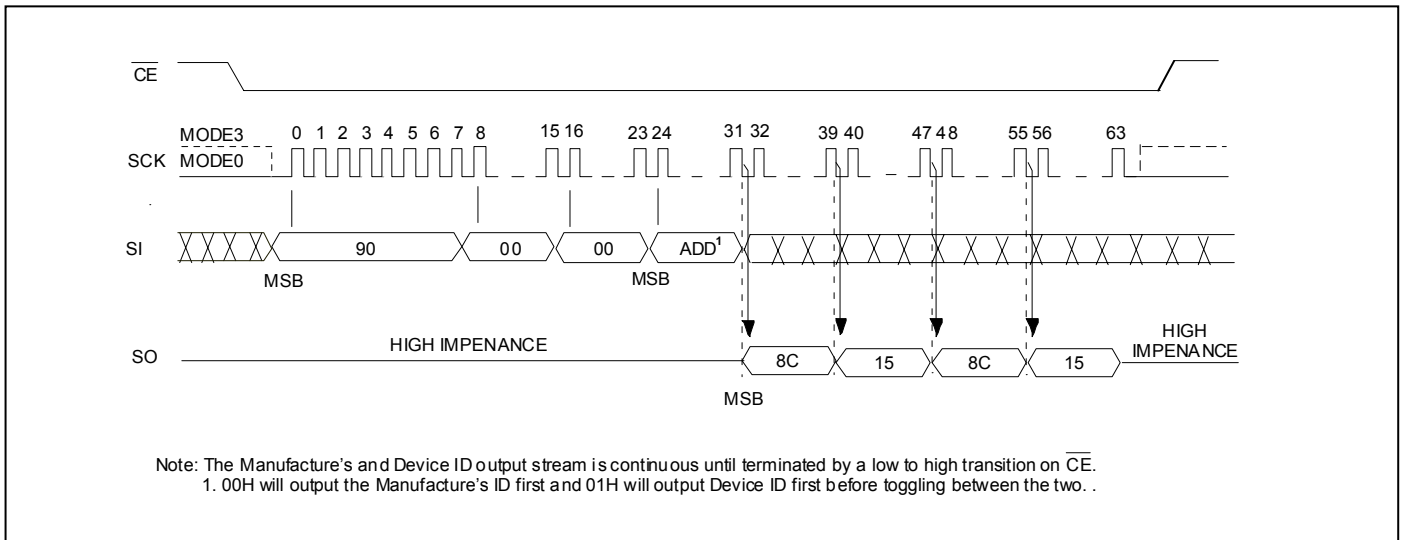 CE
MODE3 0 1 2 3 4 5 6 7 8 15 16 23 24 31 32 39 40 47 48 55 56 63
SCK MODE0
SI 90 00 00 ADD1
MSB MSB
HIGH IMPENANCE HIGH IMPENANCE
SO 8C 15 8C 15
MSB
Note: The Manufacture's and Device ID output stream is continuous until terminated by a low to high transition on CE.
1. 00H will output the Manufacture's ID first and 01H will output Device ID first before toggling between the two. .